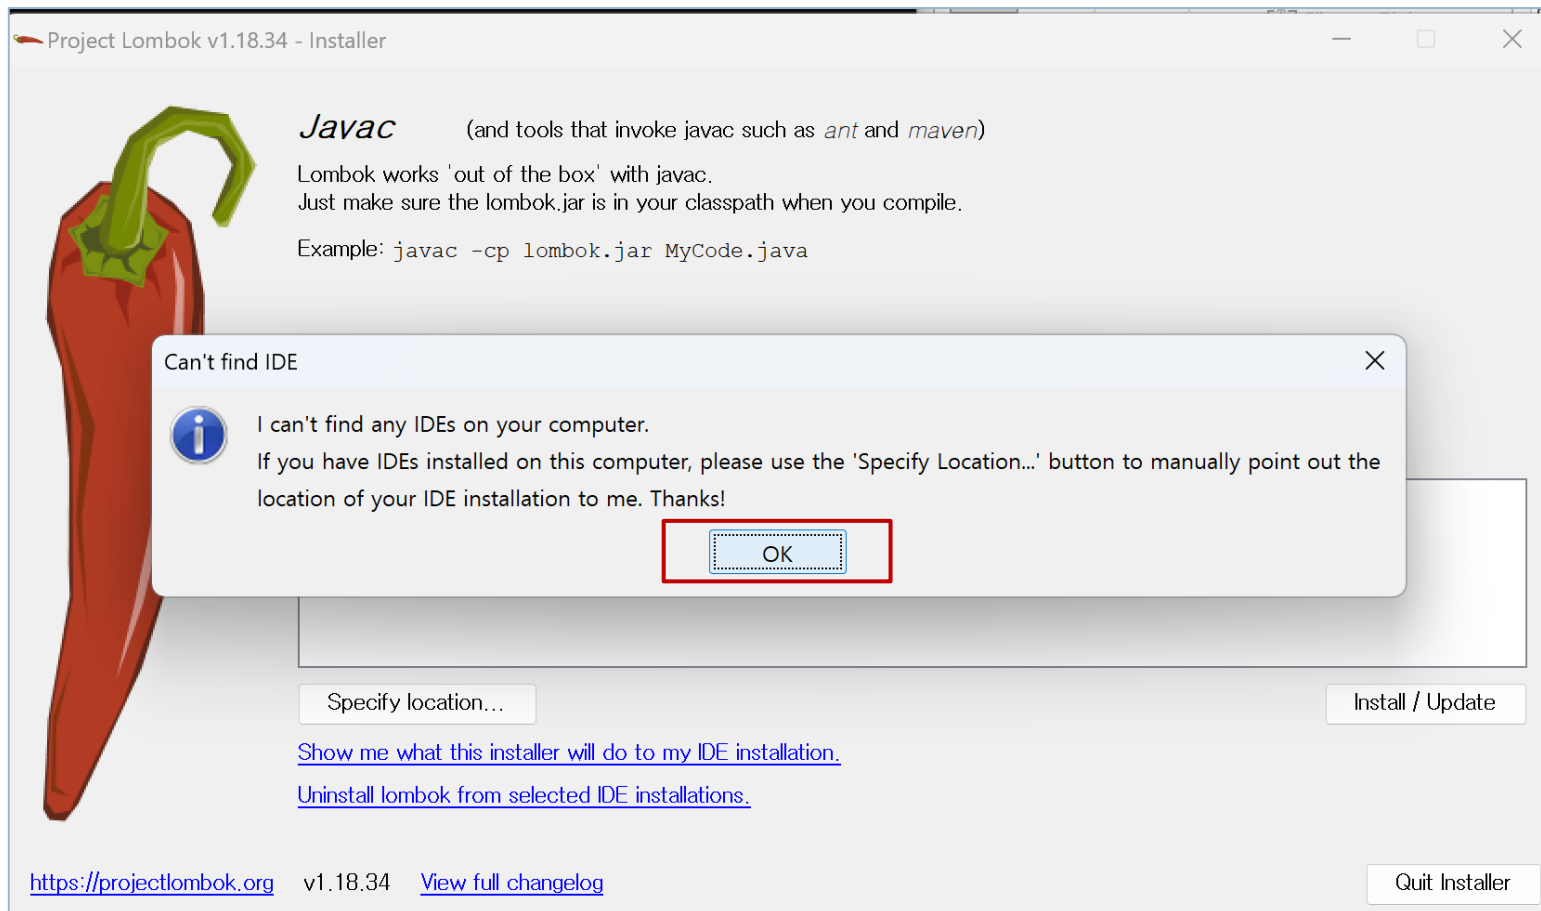 Project Lombok v1.18.34 - Installer
Javac (and tools that invoke javac such as ant and maven)
Lombok works 'out of the box' with javac.
Just make sure the lombok.jar is in your classpath when you compile.
Example: javac -cp lombok.jar MyCode.java
Can't find IDE
I can't find any IDEs on your computer.
If you have IDEs installed on this computer, please use the 'Specify Location...' button to manually point out the
location of your IDE installation to me. Thanks!
OK
Specify location...
Install / Update
Show me what this installer will do to my IDE installation.
Uninstall lombok from selected IDE installations.
https://projectlombok.org v1.18.34 View full changelog
Quit Installer